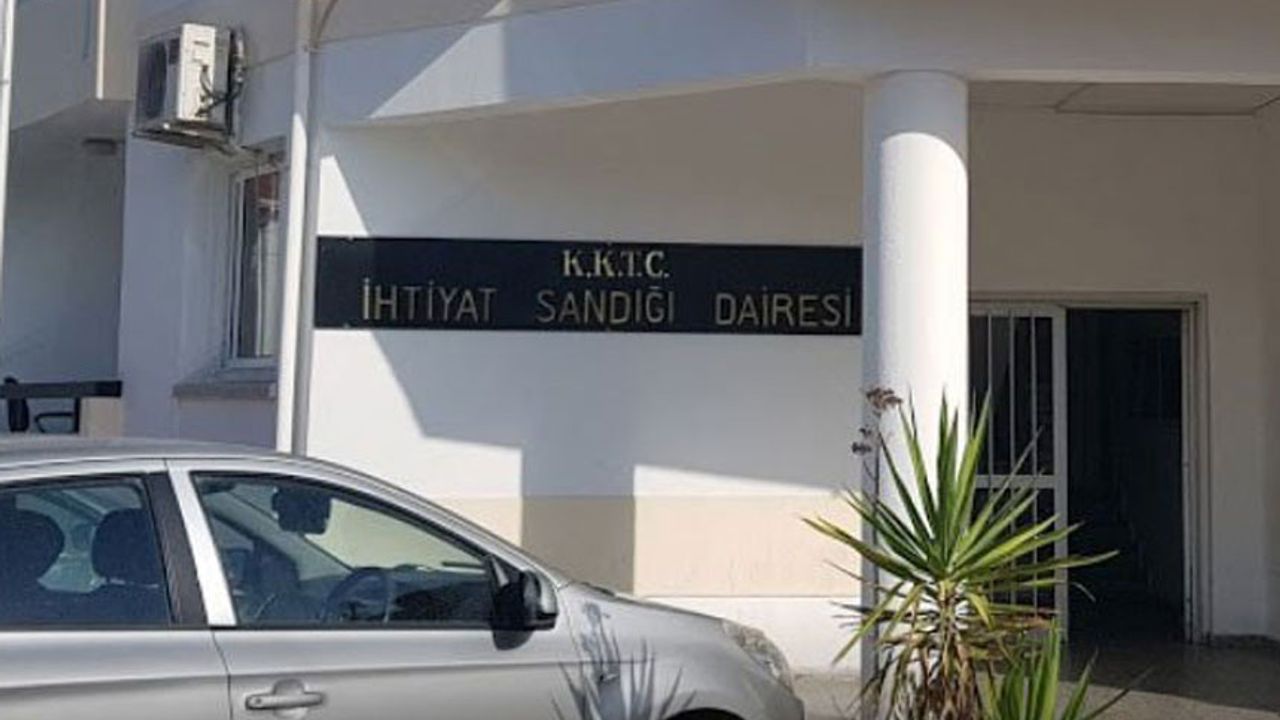 K.K.T.C.
İHTİYAT SANDIĞI DAİRESİ